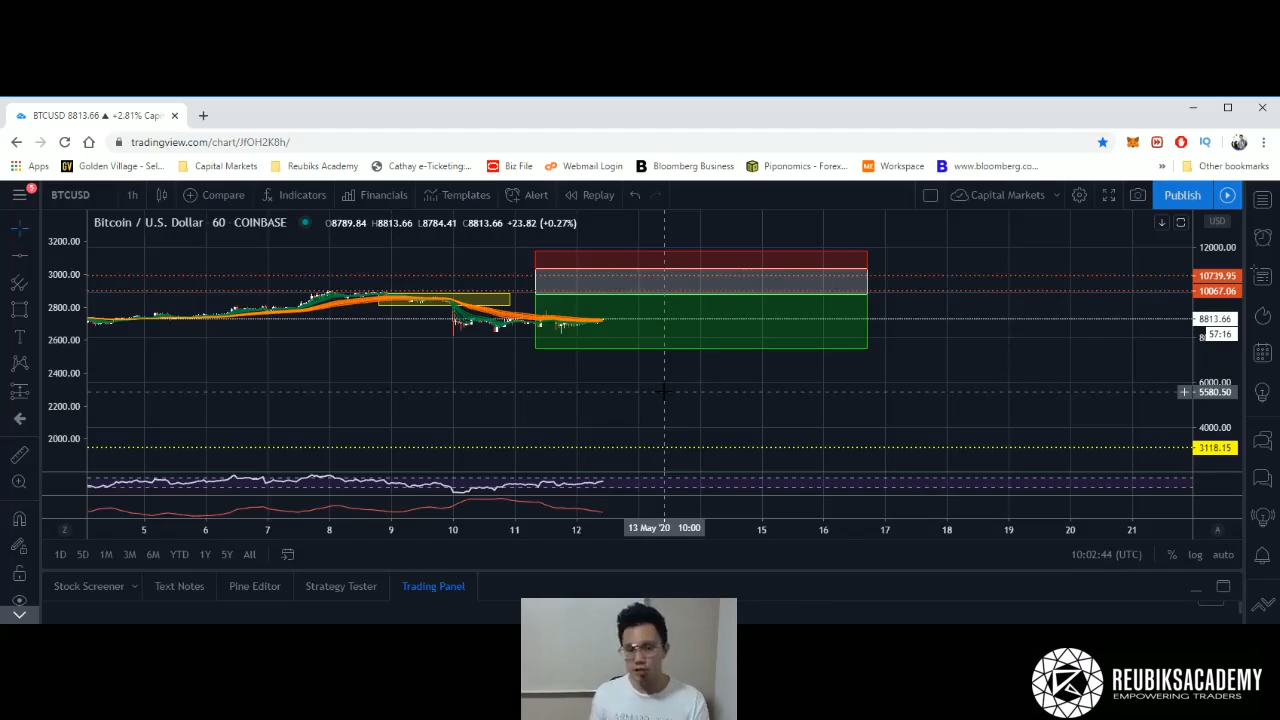 BTCUSD 8813.66 ▲ +2.81% Capi
tradingview.com/chart/JfOH2K8h/
Apps Golden Village - Sel... Capital Markets Reubiks Academy Cathay e-Ticketing:... Biz File Webmail Login Bloomberg Business Piponomics - Forex... Workspace www.bloomberg.co... » Other bookmarks
5 BTCUSD 1h Compare Indicators Financials Templates Alert Replay Capital Markets Publish
Bitcoin / U.S. Dollar · 60 · COINBASE O8789.84 H8813.66 L8784.41 C8813.66 +23.82 (+0.27%) USD
3200.00 12000.00
3000.00 10739.95
10067.06
2800.00 8813.66
57:16
2600.00
2400.00 6000.00
5580.50
2200.00
4000.00
2000.00
3118.15
Z 5 6 7 8 9 10 11 12 13 May '20 10:00 15 16 17 18 19 20 21 A
1D 5D 1M 3M 6M YTD 1Y 5Y All 10:02:44 (UTC) % log auto
Stock Screener Text Notes Pine Editor Strategy Tester Trading Panel
REUBIKSACADEMY
EMPOWERING TRADERS